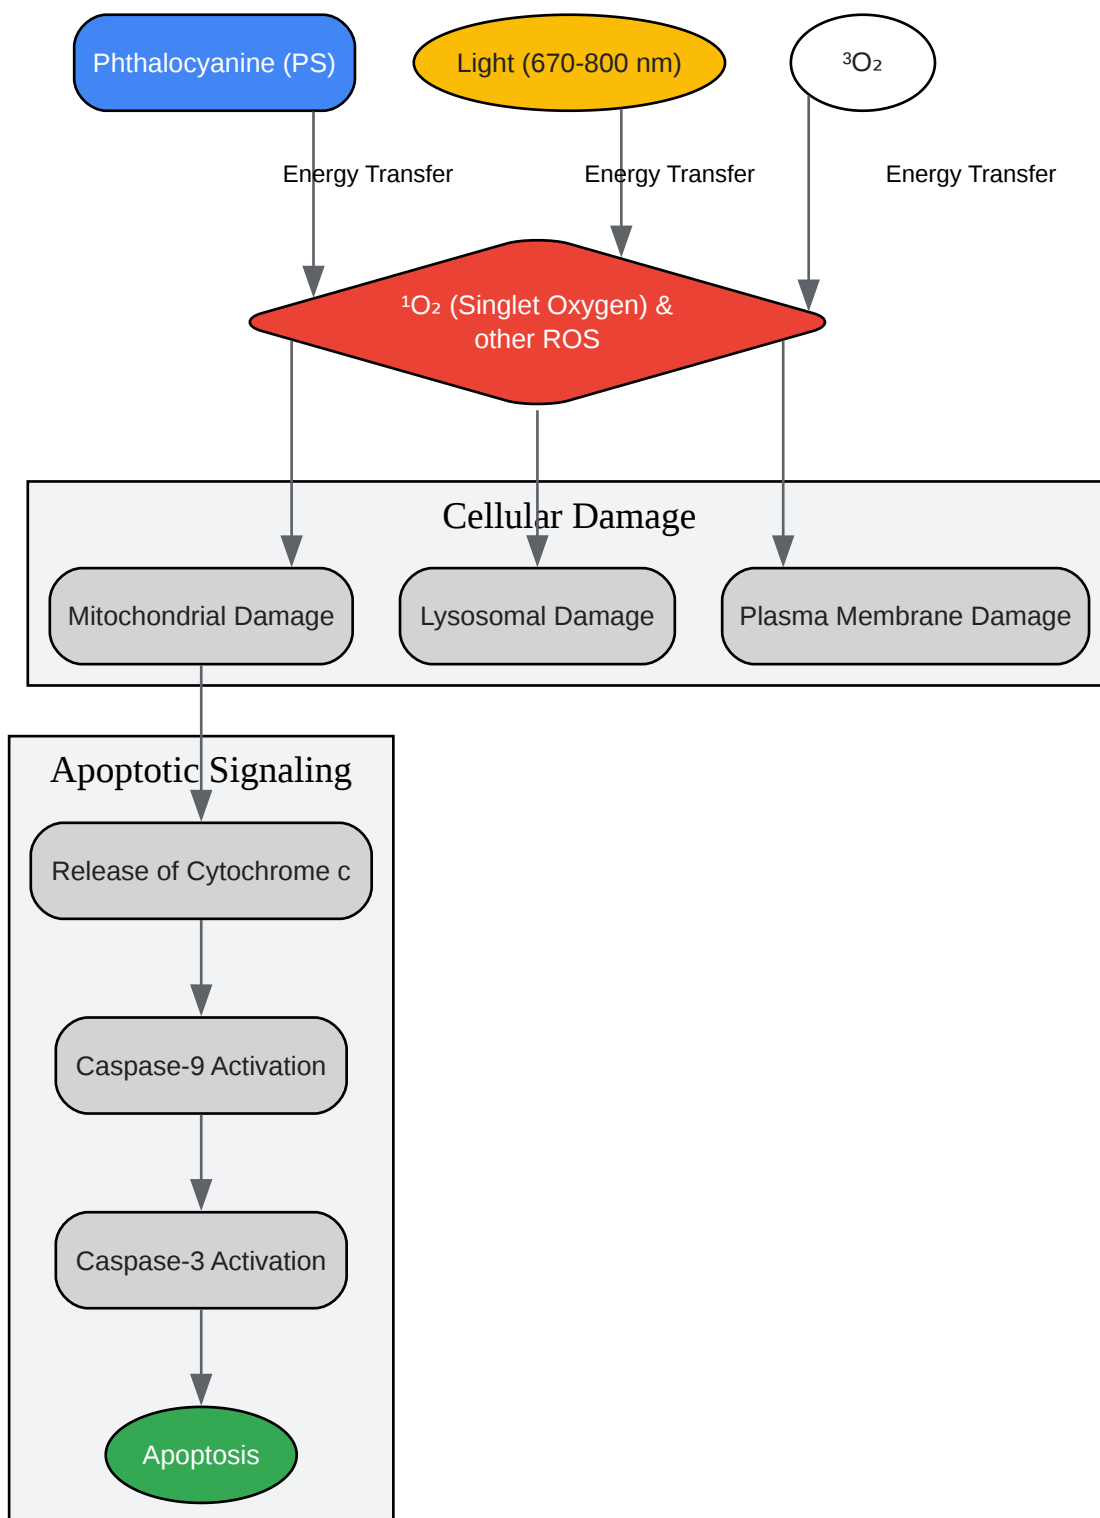 Phthalocyanine (PS)
Light (670-800 nm)
³O₂
Energy Transfer
Energy Transfer
Energy Transfer
¹O₂ (Singlet Oxygen) &
other ROS
Cellular Damage
Mitochondrial Damage
Lysosomal Damage
Plasma Membrane Damage
Apoptotic Signaling
Release of Cytochrome c
Caspase-9 Activation
Caspase-3 Activation
Apoptosis